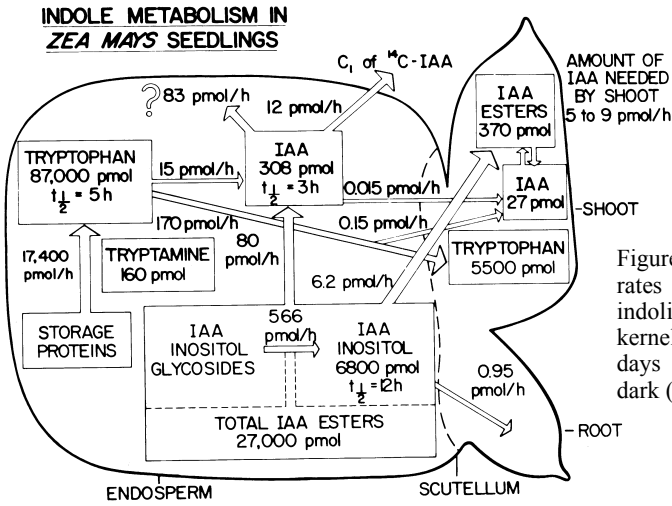 INDOLE METABOLISM IN
ZEA MAYS SEEDLINGS
C₁ of ¹⁴C-IAA
? 83 pmol/h
12 pmol/h
AMOUNT OF
IAA NEEDED
BY SHOOT
5 to 9 pmol/h
IAA
ESTERS
370 pmol
TRYPTOPHAN
87,000 pmol
t½ = 5h
15 pmol/h
IAA
308 pmol
t½ = 3h
0.015 pmol/h
IAA
27 pmol
-SHOOT
170 pmol/h
0.15 pmol/h
17,400
pmol/h
TRYPTAMINE
160 pmol
80
pmol/h
6.2 pmol/h
TRYPTOPHAN
5500 pmol
STORAGE
PROTEINS
IAA
INOSITOL
GLYCOSIDES
566
pmol/h
IAA
INOSITOL
6800 pmol
t½ = 12h
0.95
pmol/h
TOTAL IAA ESTERS
27,000 pmol
-ROOT
ENDOSPERM
SCUTELLUM
Figure
rates
indoli
kernel
days
dark (